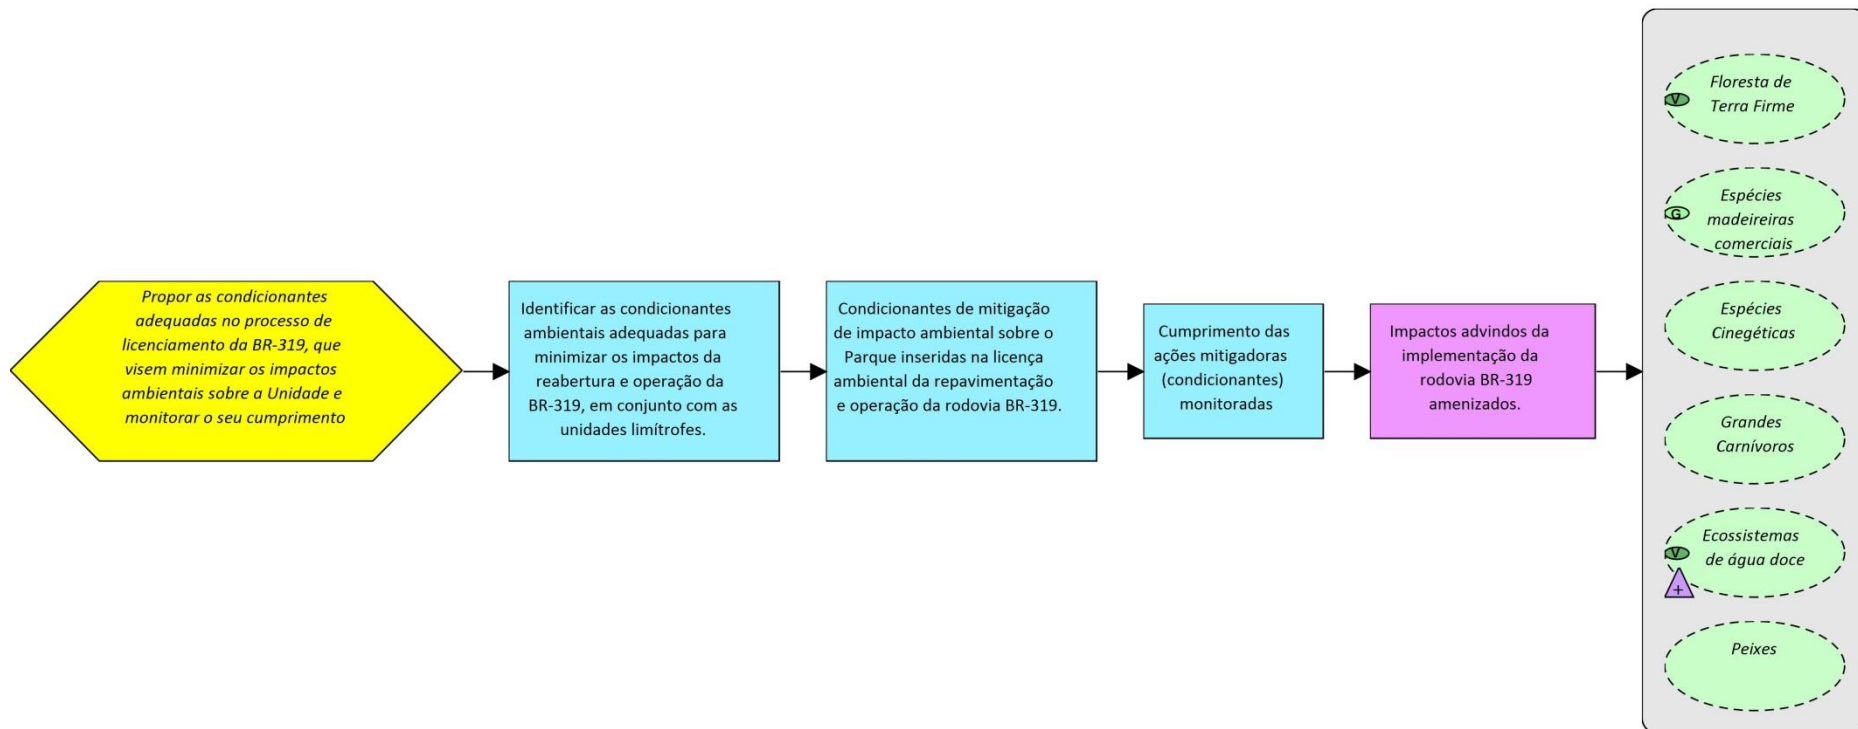 Propor as condicionantes
adequadas no processo de
licenciamento da BR-319, que
visem minimizar os impactos
ambientais sobre a Unidade e
monitorar o seu cumprimento
Identificar as condicionantes
ambientais adequadas para
minimizar os impactos da
reabertura e operação da
BR-319, em conjunto com as
unidades limítrofes.
Condicionantes de mitigação
de impacto ambiental sobre o
Parque inseridas na licença
ambiental da repavimentação
e operação da rodovia BR-319.
Cumprimento das
ações mitigadoras
(condicionantes)
monitoradas
Impactos advindos da
implementação da
rodovia BR-319
amenizados.
Floresta de
Terra Firme
V
Espécies
madeireiras
comerciais
G
Espécies
Cinegéticas
Grandes
Carnívoros
Ecossistemas
de água doce
V
+
Peixes